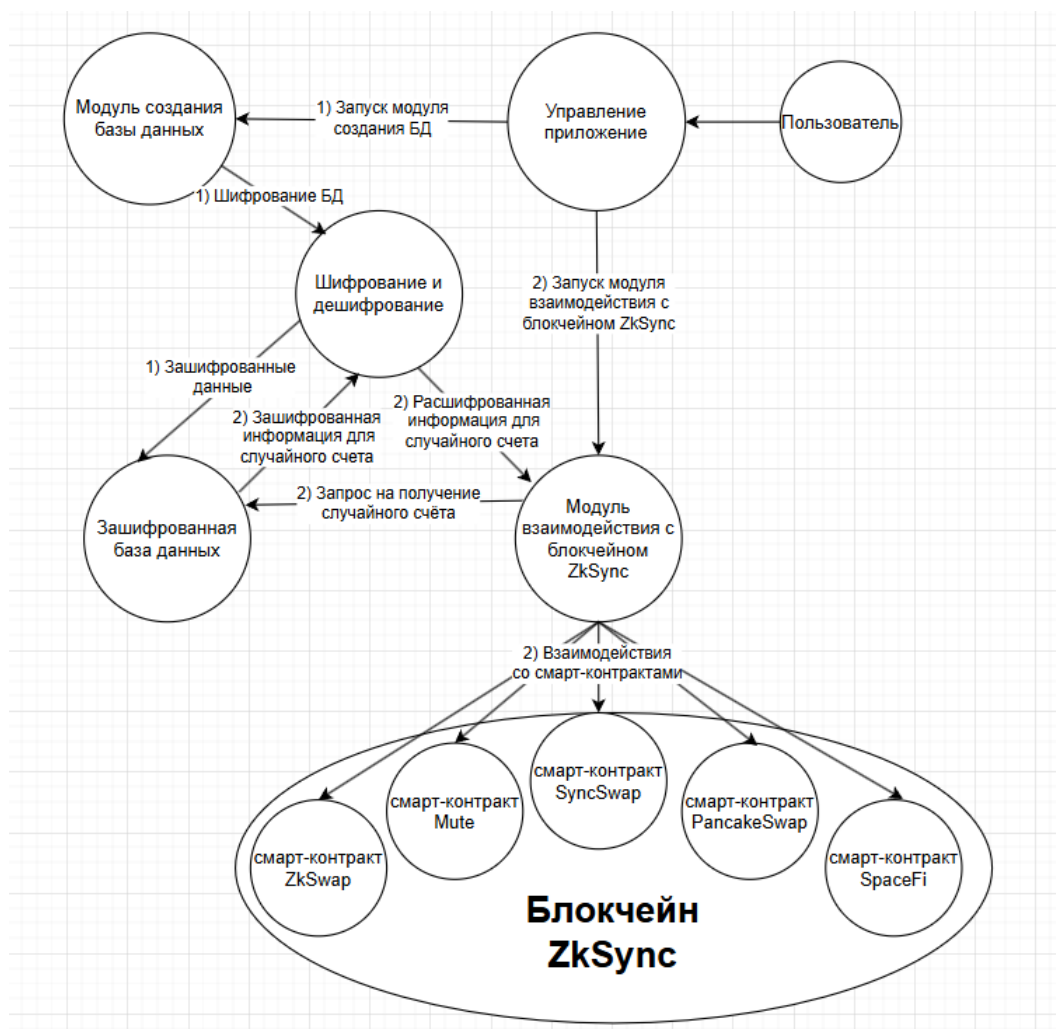 Модуль создания
базы данных
1) Запуск модуля
создания БД
Управление
приложение
Пользователь
1) Шифрование БД
Шифрование и
дешифрование
2) Запуск модуля
взаимодействия с
блокчейном ZkSync
1) Зашифрованные
данные
2) Зашифрованная
информация для
случайного счета
2) Расшифрованная
информация для
случайного счета
2) Запрос на получение
случайного счёта
Зашифрованная
база данных
Модуль
взаимодействия с
блокчейном
ZkSync
2) Взаимодействия
со смарт-контрактами
смарт-контракт
ZkSwap
смарт-контракт
Mute
смарт-контракт
SyncSwap
смарт-контракт
PancakeSwap
смарт-контракт
SpaceFi
Блокчейн
ZkSync